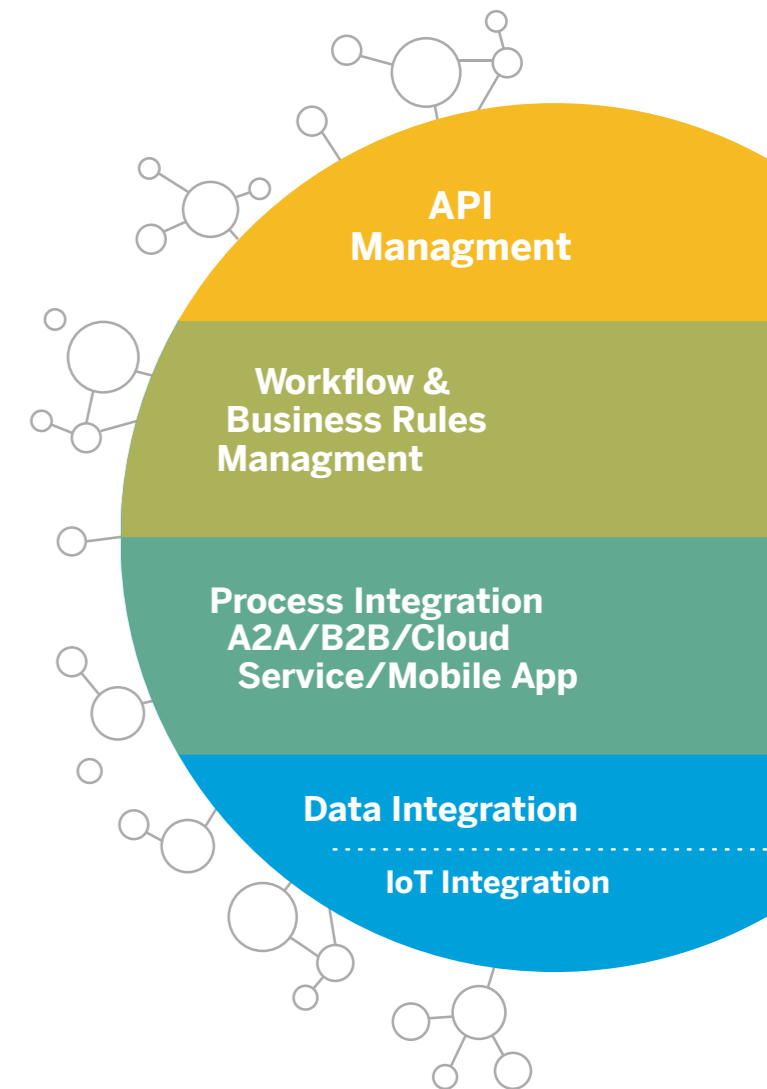 API
Managment
Workflow &
Business Rules
Managment
Process Integration
A2A/B2B/Cloud
Service/Mobile App
Data Integration
IoT Integration